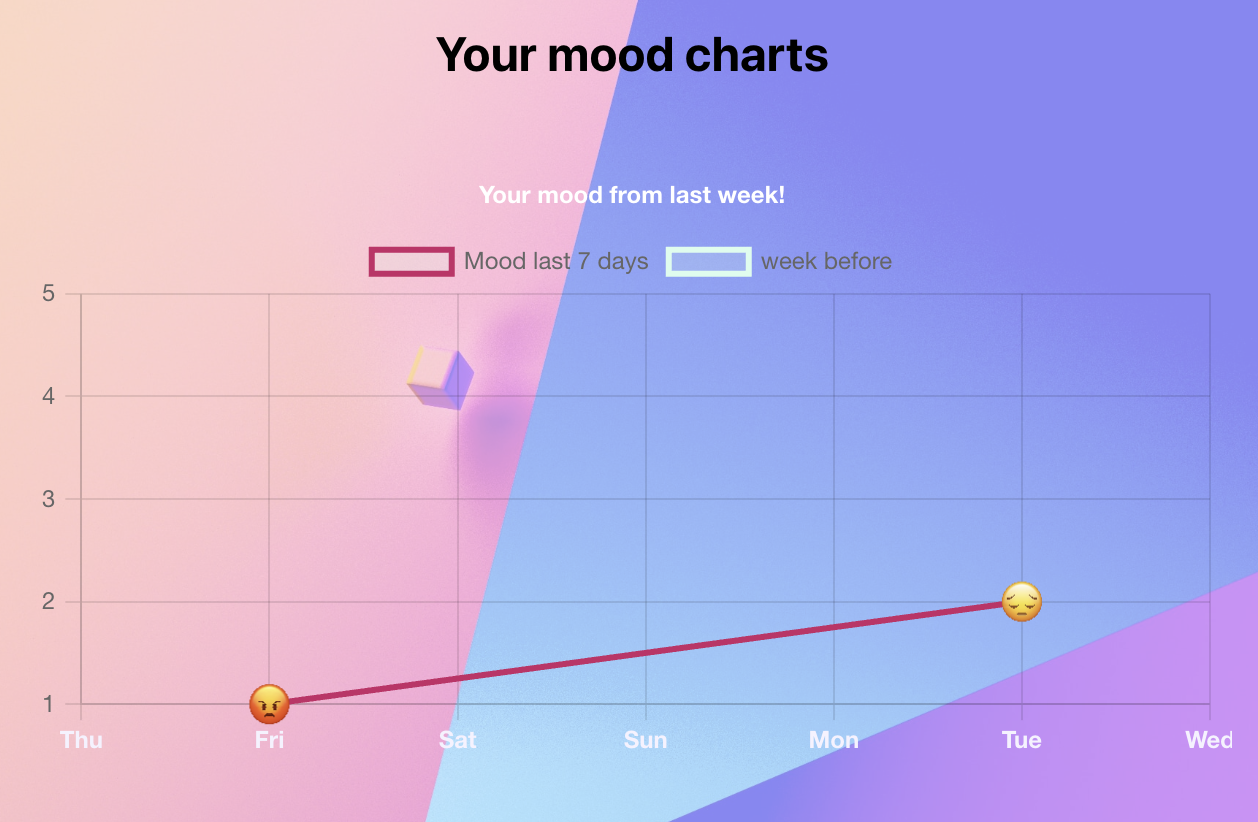 Your mood charts
Your mood from last week!
Mood last 7 days week before
5
4
3
2
1
Thu Fri Sat Sun Mon Tue Wed